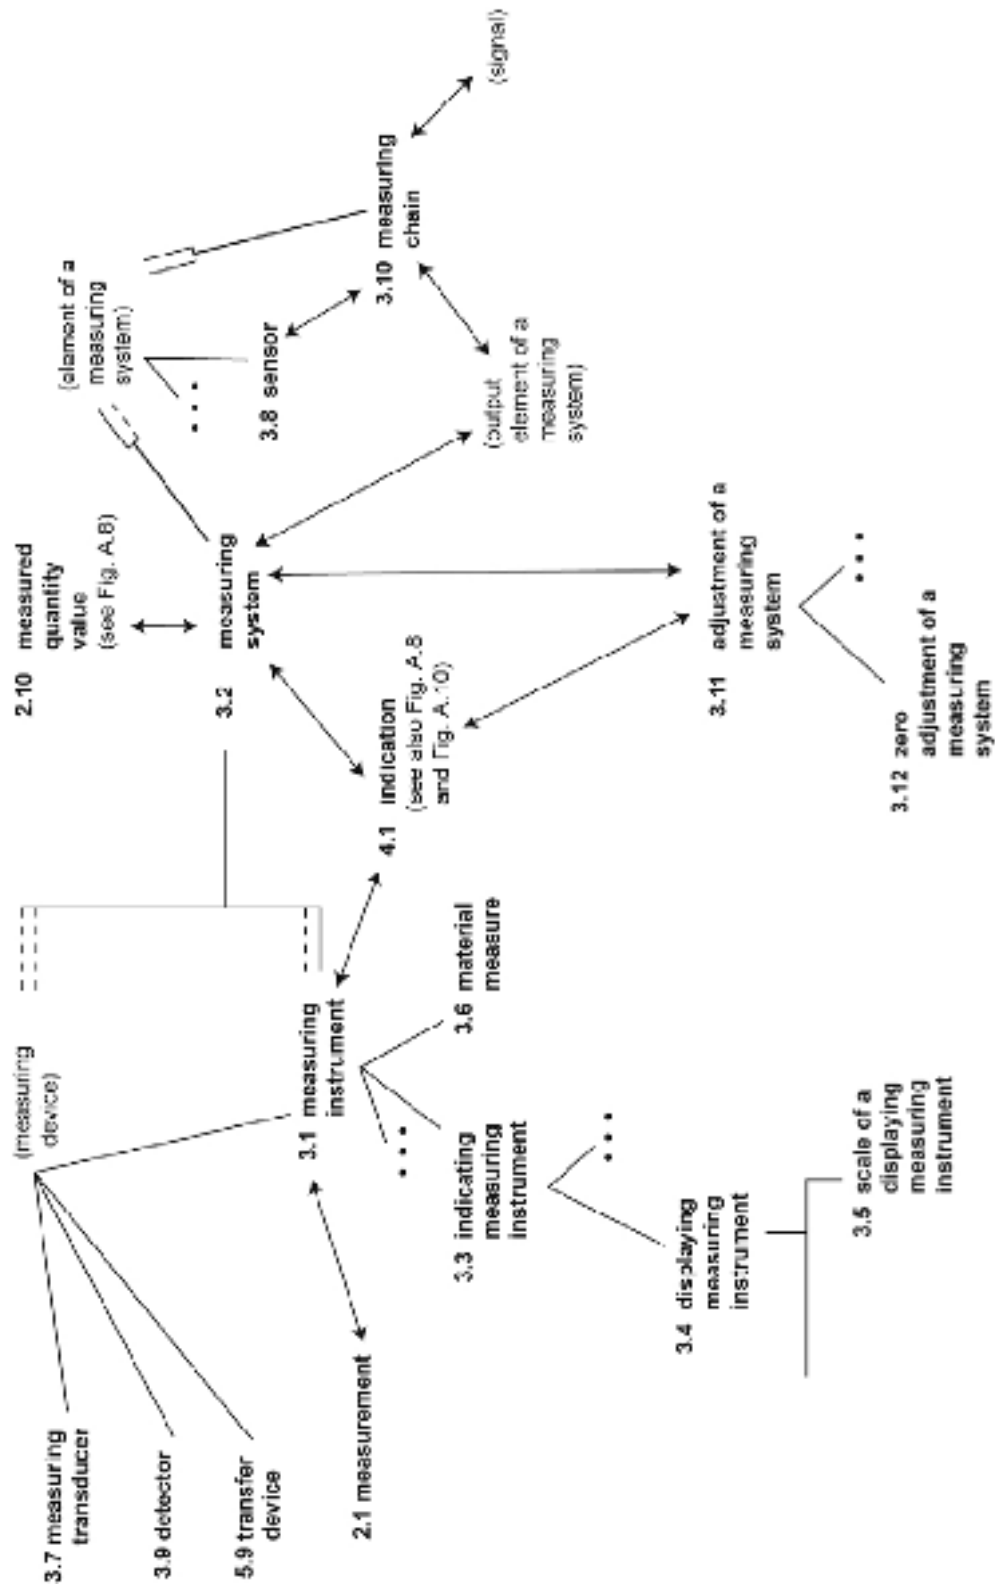 2.10 measured
quantity
value
(see Fig. A.8)
(element of a
measuring
system)
(measuring
device)
3.7 measuring
transducer
3.9 detector
5.9 transfer
device
2.1 measurement
3.1 measuring
instrument
3.2 measuring
system
3.8 sensor
3.10 measuring
chain
(signal)
4.1 indication
(see also Fig. A.8
and Fig. A.10)
(output
element of a
measuring
system)
3.3 indicating
measuring
instrument
3.6 material
measure
3.4 displaying
measuring
instrument
3.5 scale of a
displaying
measuring
instrument
3.11 adjustment of a
measuring
system
3.12 zero
adjustment of a
measuring
system